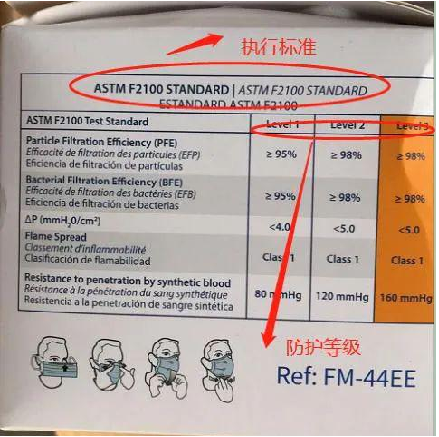 执行标准
ASTM F2100 STANDARD | ASTM F2100 STANDARD
ESTANDARD ASTM F2100
ASTM F2100 Test Standard Level 1 Level 2 Level 3
Particle Filtration Efficiency (PFE)
Efficacité de filtration des particules (EFP) ≥ 95% ≥ 98% ≥ 98%
Eficiencia de filtración de partículas
Bacterial Filtration Efficiency (BFE)
Efficacité de filtration des bactéries (EFB) ≥ 95% ≥ 98% ≥ 98%
Eficiencia de filtración de bacterias
ΔP (mmH₂0/cm²) <4.0 <5.0 <5.0
Flame Spread
Classement d'inflammabilité Class 1 Class 1 Class 1
Clasificación de flamabilidad
Resistance to penetration by synthetic blood
Résistance à la pénétration du sang synthétique 80 mmHg 120 mmHg 160 mmHg
Resistencia a la penetración de sangre sintética
防护等级
Ref: FM-44EE